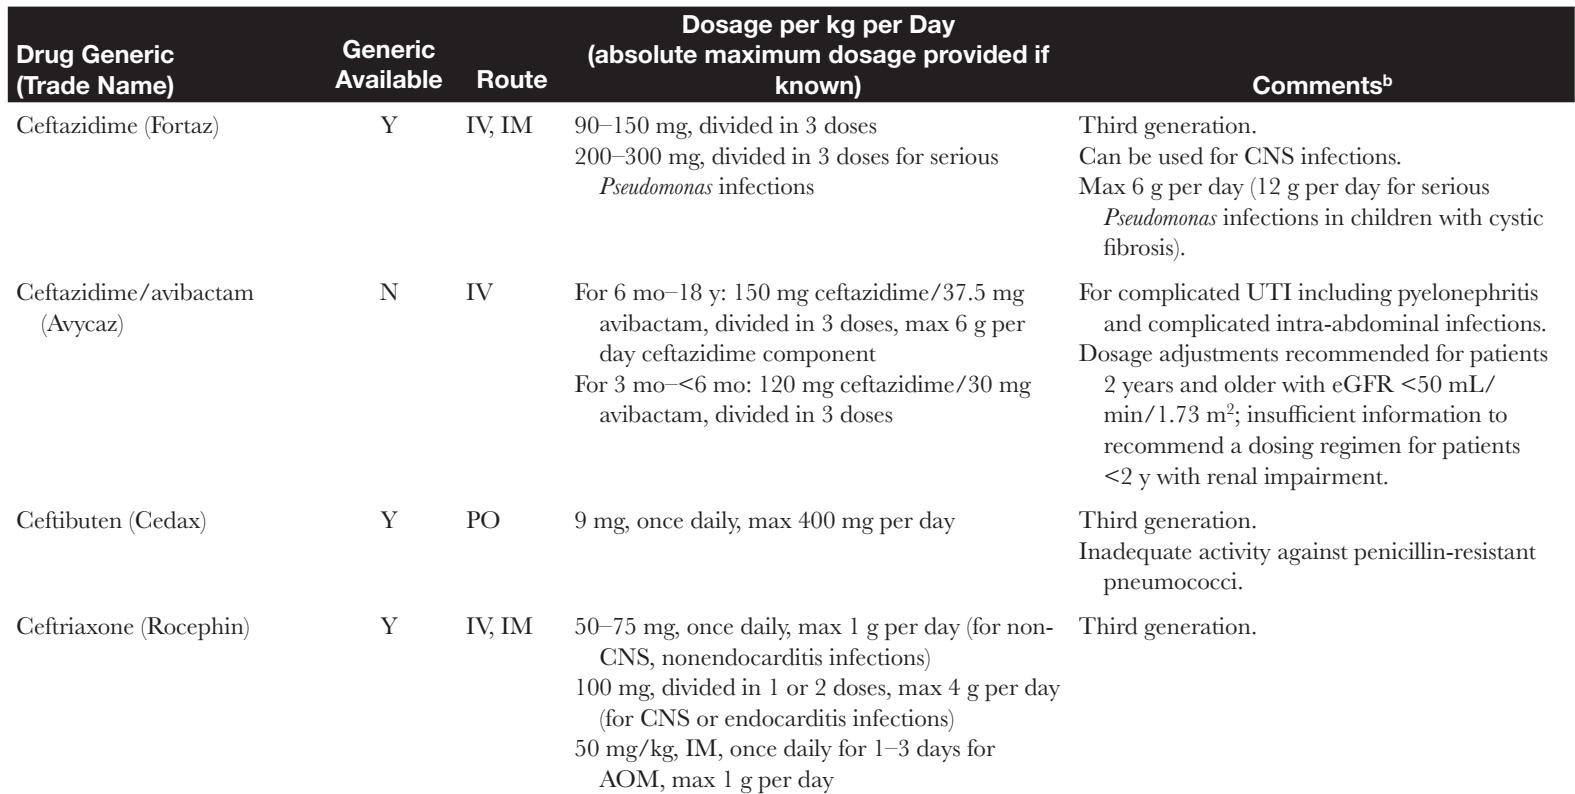 Drug Generic
(Trade Name)
Generic
Available
Route
Dosage per kg per Day
(absolute maximum dosage provided if
known)
Commentsᵇ
Ceftazidime (Fortaz)
Y
IV, IM
90–150 mg, divided in 3 doses
200–300 mg, divided in 3 doses for serious
Pseudomonas infections
Third generation.
Can be used for CNS infections.
Max 6 g per day (12 g per day for serious
Pseudomonas infections in children with cystic
fibrosis).
Ceftazidime/avibactam
(Avycaz)
N
IV
For 6 mo–18 y: 150 mg ceftazidime/37.5 mg
avibactam, divided in 3 doses, max 6 g per
day ceftazidime component
For 3 mo–<6 mo: 120 mg ceftazidime/30 mg
avibactam, divided in 3 doses
For complicated UTI including pyelonephritis
and complicated intra-abdominal infections.
Dosage adjustments recommended for patients
2 years and older with eGFR <50 mL/
min/1.73 m²; insufficient information to
recommend a dosing regimen for patients
<2 y with renal impairment.
Ceftibuten (Cedax)
Y
PO
9 mg, once daily, max 400 mg per day
Third generation.
Inadequate activity against penicillin-resistant
pneumococci.
Ceftriaxone (Rocephin)
Y
IV, IM
50–75 mg, once daily, max 1 g per day (for non-
CNS, nonendocarditis infections)
100 mg, divided in 1 or 2 doses, max 4 g per day
(for CNS or endocarditis infections)
50 mg/kg, IM, once daily for 1–3 days for
AOM, max 1 g per day
Third generation.